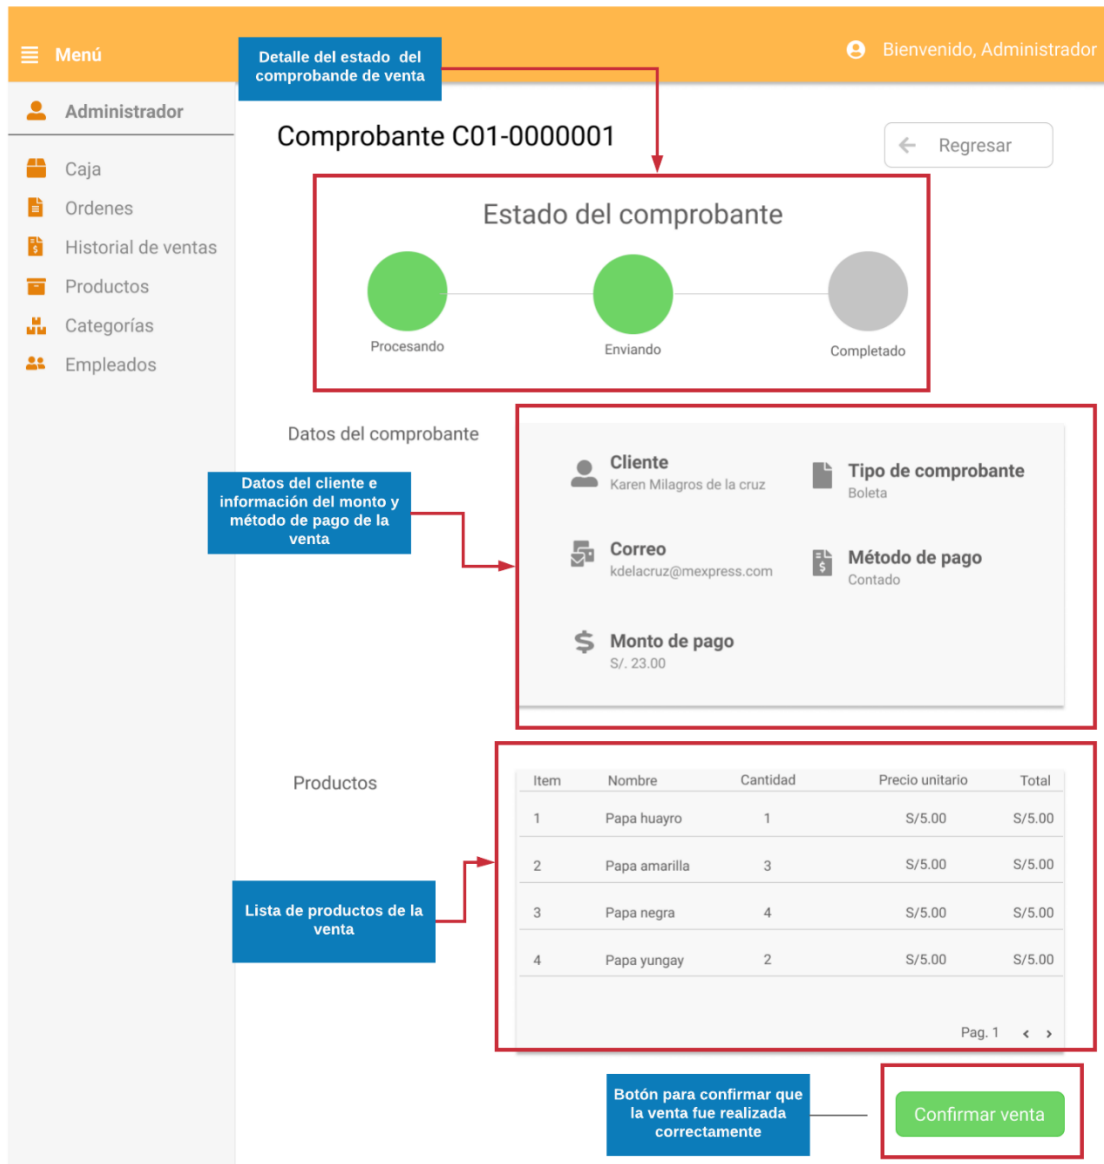 Menú
Detalle del estado del
comprobande de venta
Bienvenido, Administrador
Administrador
Caja
Ordenes
Historial de ventas
Productos
Categorías
Empleados
Comprobante C01-0000001
Regresar
Estado del comprobante
Procesando
Enviando
Completado
Datos del comprobante
Datos del cliente e
información del monto y
método de pago de la
venta
Cliente
Karen Milagros de la cruz
Tipo de comprobante
Boleta
Correo
kdelacruz@mexpress.com
Método de pago
Contado
Monto de pago
S/. 23.00
Productos
Item Nombre Cantidad Precio unitario Total
1 Papa huayro 1 S/5.00 S/5.00
2 Papa amarilla 3 S/5.00 S/5.00
3 Papa negra 4 S/5.00 S/5.00
4 Papa yungay 2 S/5.00 S/5.00
Pag. 1 < >
Lista de productos de la
venta
Botón para confirmar que
la venta fue realizada
correctamente
Confirmar venta